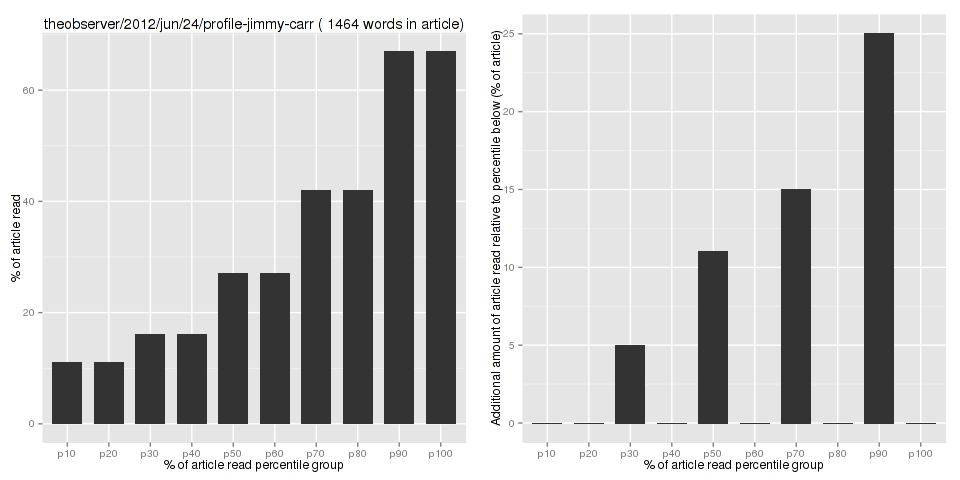 theobserver/2012/jun/24/profile-jimmy-carr ( 1464 words in article)
% of article read
60
40
20
0
p10 p20 p30 p40 p50 p60 p70 p80 p90 p100
% of article read percentile group
Additional amount of article read relative to percentile below (% of article)
25
20
15
10
5
0
p10 p20 p30 p40 p50 p60 p70 p80 p90 p100
% of article read percentile group